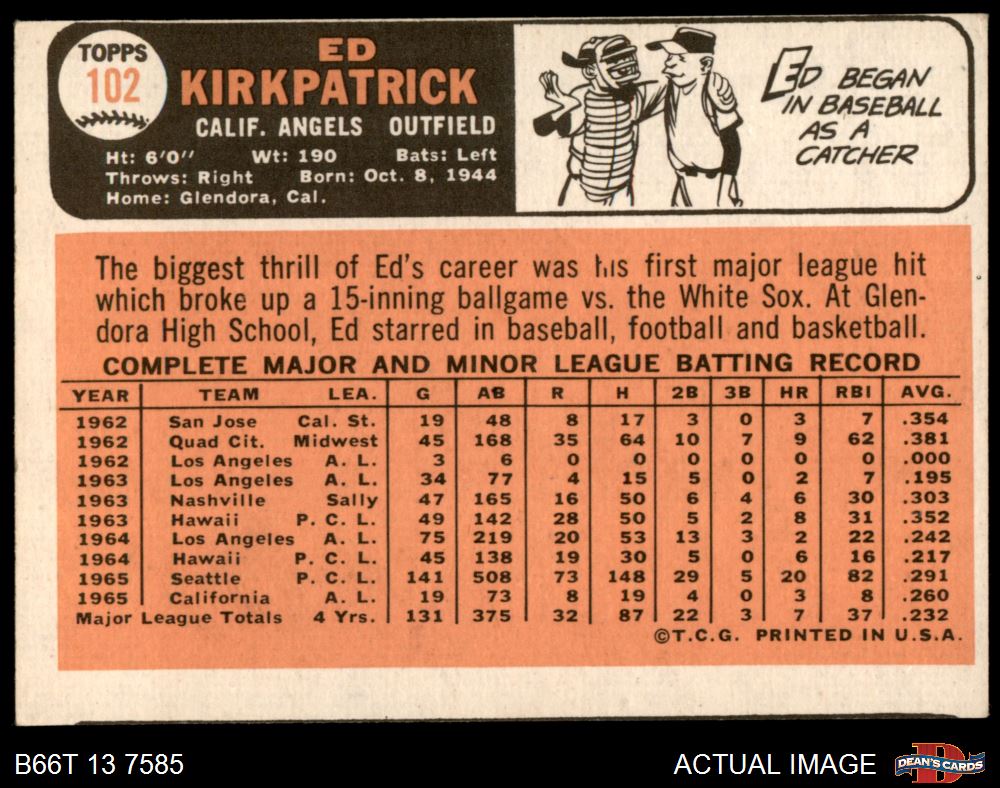 TOPPS
102
ED
KIRKPATRICK
CALIF. ANGELS OUTFIELD
Ht: 6'0" Wt: 190 Bats: Left
Throws: Right Born: Oct. 8, 1944
Home: Glendora, Cal.
ED BEGAN
IN BASEBALL
AS A
CATCHER
The biggest thrill of Ed's career was his first major league hit
which broke up a 15-inning ballgame vs. the White Sox. At Glen-
dora High School, Ed starred in baseball, football and basketball.
COMPLETE MAJOR AND MINOR LEAGUE BATTING RECORD
YEAR TEAM LEA. G AB R H 2B 3B HR RBI AVG.
1962 San Jose Cal. St. 19 48 8 17 3 0 3 7 .354
1962 Quad Cit. Midwest 45 168 35 64 10 7 9 62 .381
1962 Los Angeles A. L. 3 6 0 0 0 0 0 0 .000
1963 Los Angeles A. L. 34 77 4 15 5 0 2 7 .195
1963 Nashville Sally 47 165 16 50 6 4 6 30 .303
1963 Hawaii P. C. L. 49 142 28 50 5 2 8 31 .352
1964 Los Angeles A. L. 75 219 20 53 13 3 2 22 .242
1964 Hawaii P. C. L. 45 138 19 30 5 0 6 16 .217
1965 Seattle P. C. L. 141 508 73 148 29 5 20 82 .291
1965 California A. L. 19 73 8 19 4 0 3 8 .260
Major League Totals 4 Yrs. 131 375 32 87 22 3 7 37 .232
©T.C.G. PRINTED IN U.S.A.
B66T 13 7585 ACTUAL IMAGE
D
DEAN'S CARDS